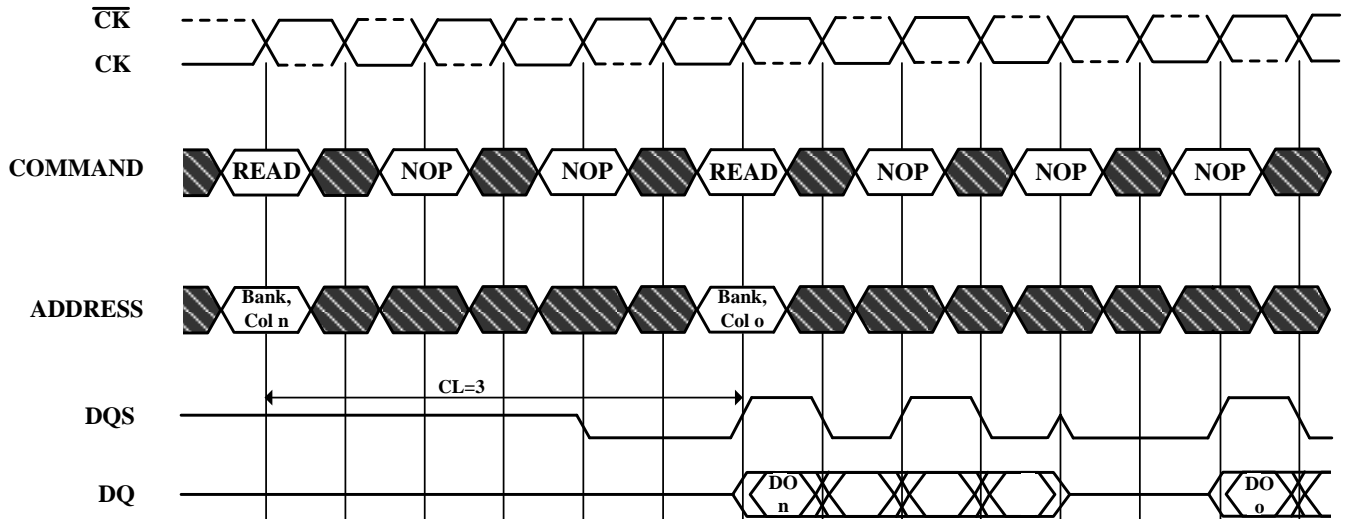 CK
CK
COMMAND READ NOP NOP READ NOP NOP NOP
ADDRESS Bank, Col n Bank, Col o
CL=3
DQS
DQ DO n DO o